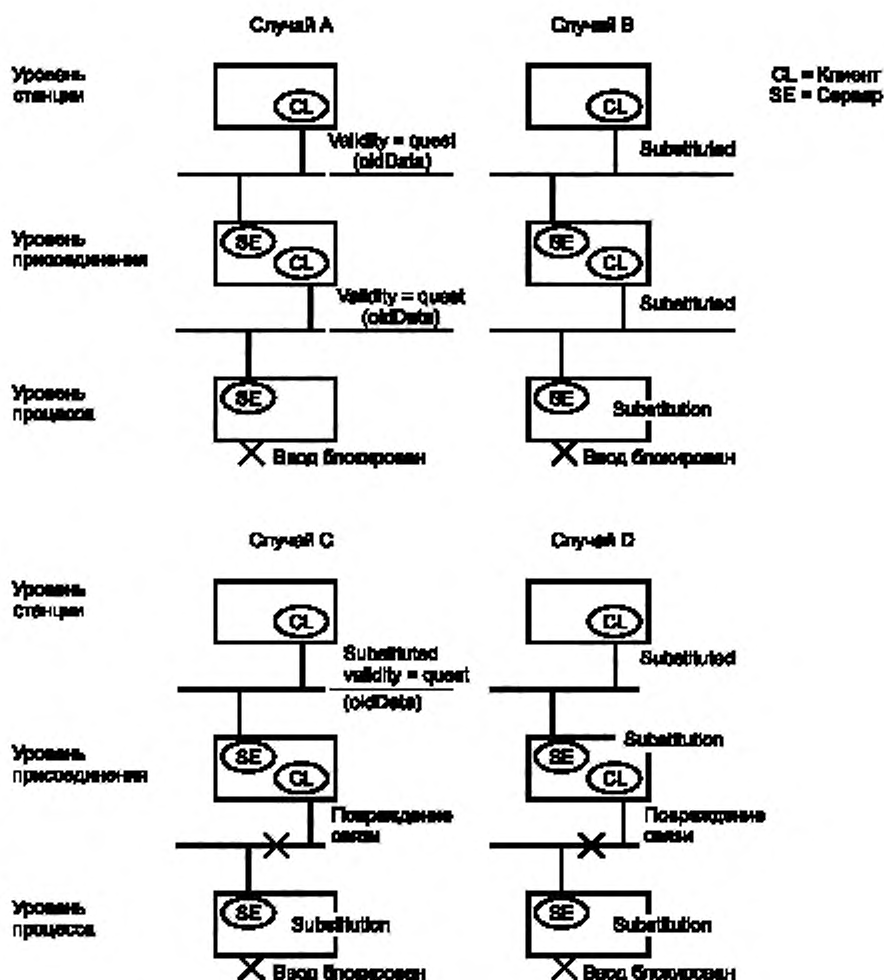 Случай A
Случай B
Уровень
станции
CL = Клиент
SE = Сервер
CL
CL
Validity = quest
(oldData)
Substituted
Уровень
присоединения
SE
CL
SE
CL
Validity = quest
(oldData)
Substituted
Уровень
процесса
SE
SE
Substitution
Ввод блокирован
Ввод блокирован
Случай C
Случай D
Уровень
станции
CL
CL
Substituted
validity = quest
(oldData)
Substituted
Уровень
присоединения
SE
CL
Substitution
SE
CL
Повреждение
связи
Повреждение
связи
Уровень
процесса
SE
Substitution
SE
Substitution
Ввод блокирован
Ввод блокирован